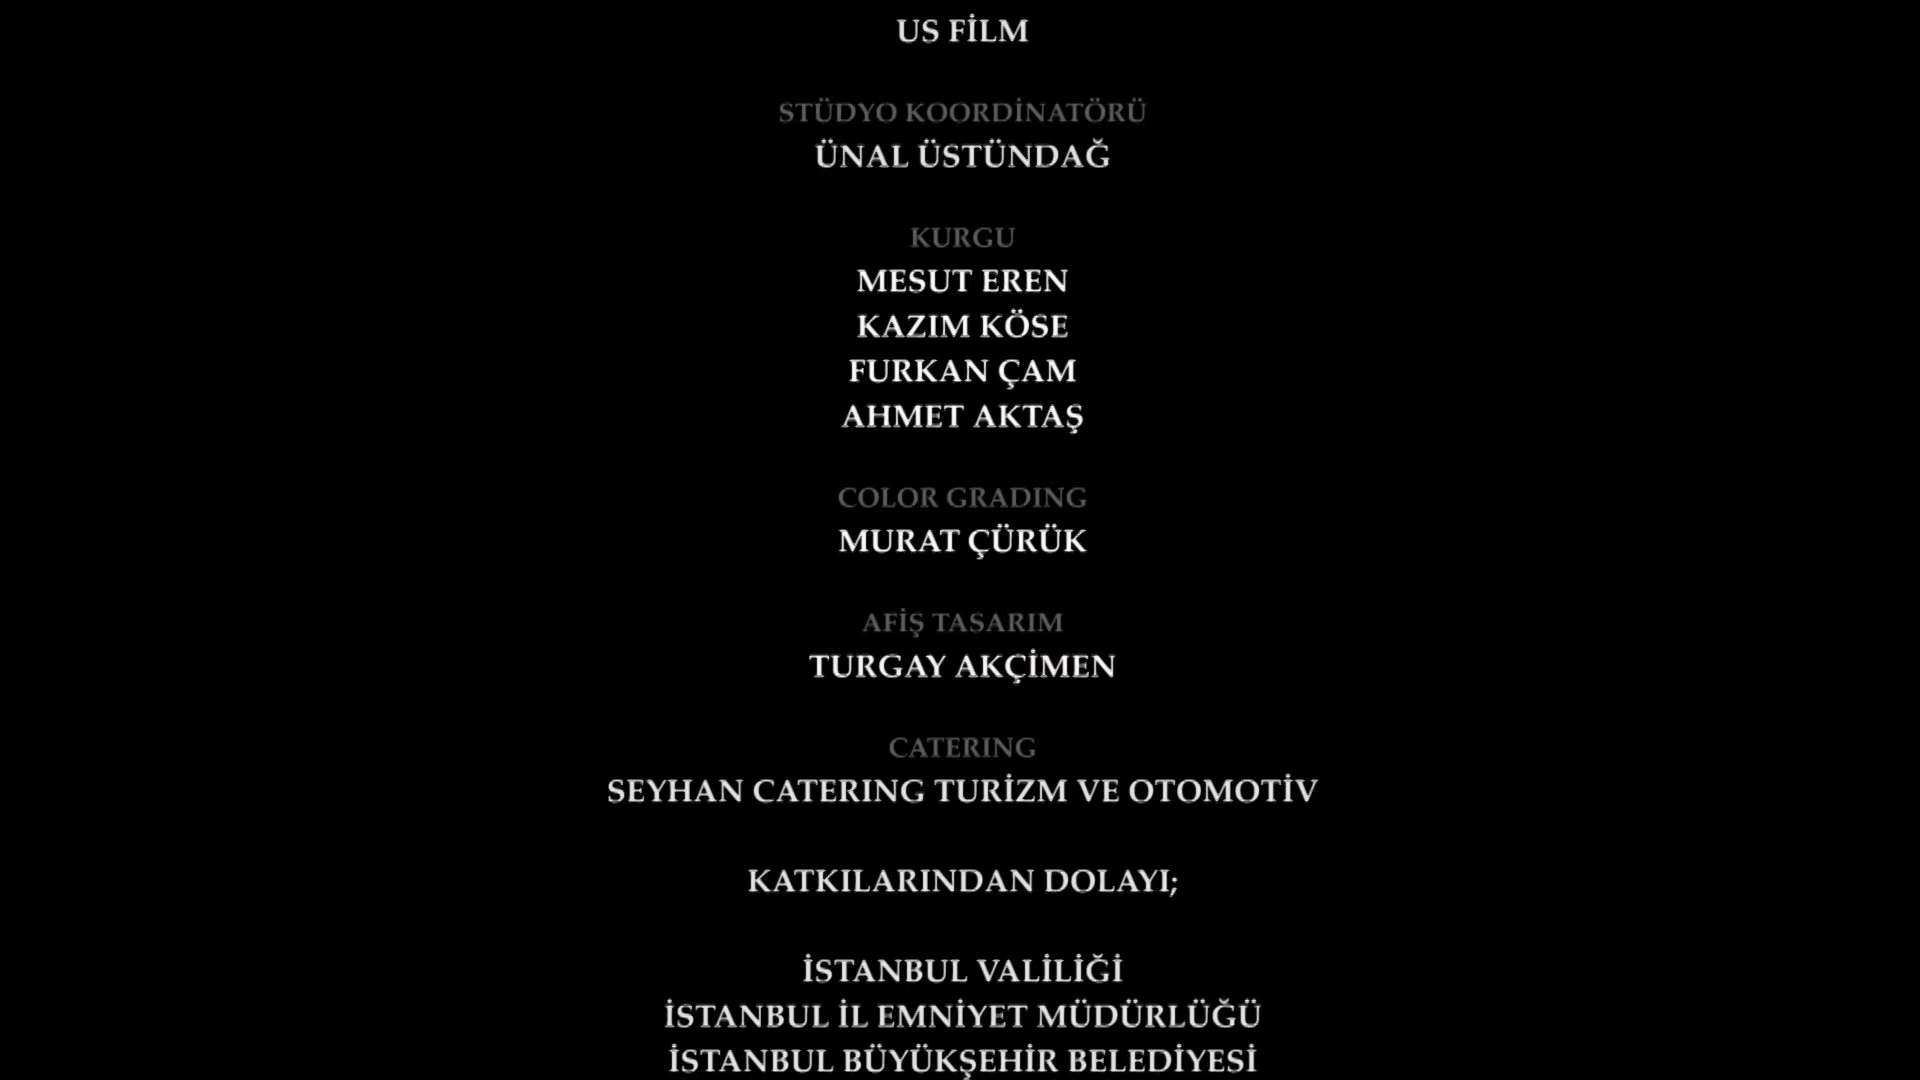 US FİLM
STÜDYO KOORDİNATÖRÜ
ÜNAL ÜSTÜNDAĞ
KURGU
MESUT EREN
KAZIM KÖSE
FURKAN ÇAM
AHMET AKTAŞ
COLOR GRADING
MURAT ÇÜRÜK
AFİŞ TASARIM
TURGAY AKÇİMEN
CATERING
SEYHAN CATERING TURİZM VE OTOMOTİV
KATKILARINDAN DOLAYI;
İSTANBUL VALİLİĞİ
İSTANBUL İL EMNİYET MÜDÜRLÜĞÜ
İSTANBUL BÜYÜKŞEHİR BELEDİYESİ